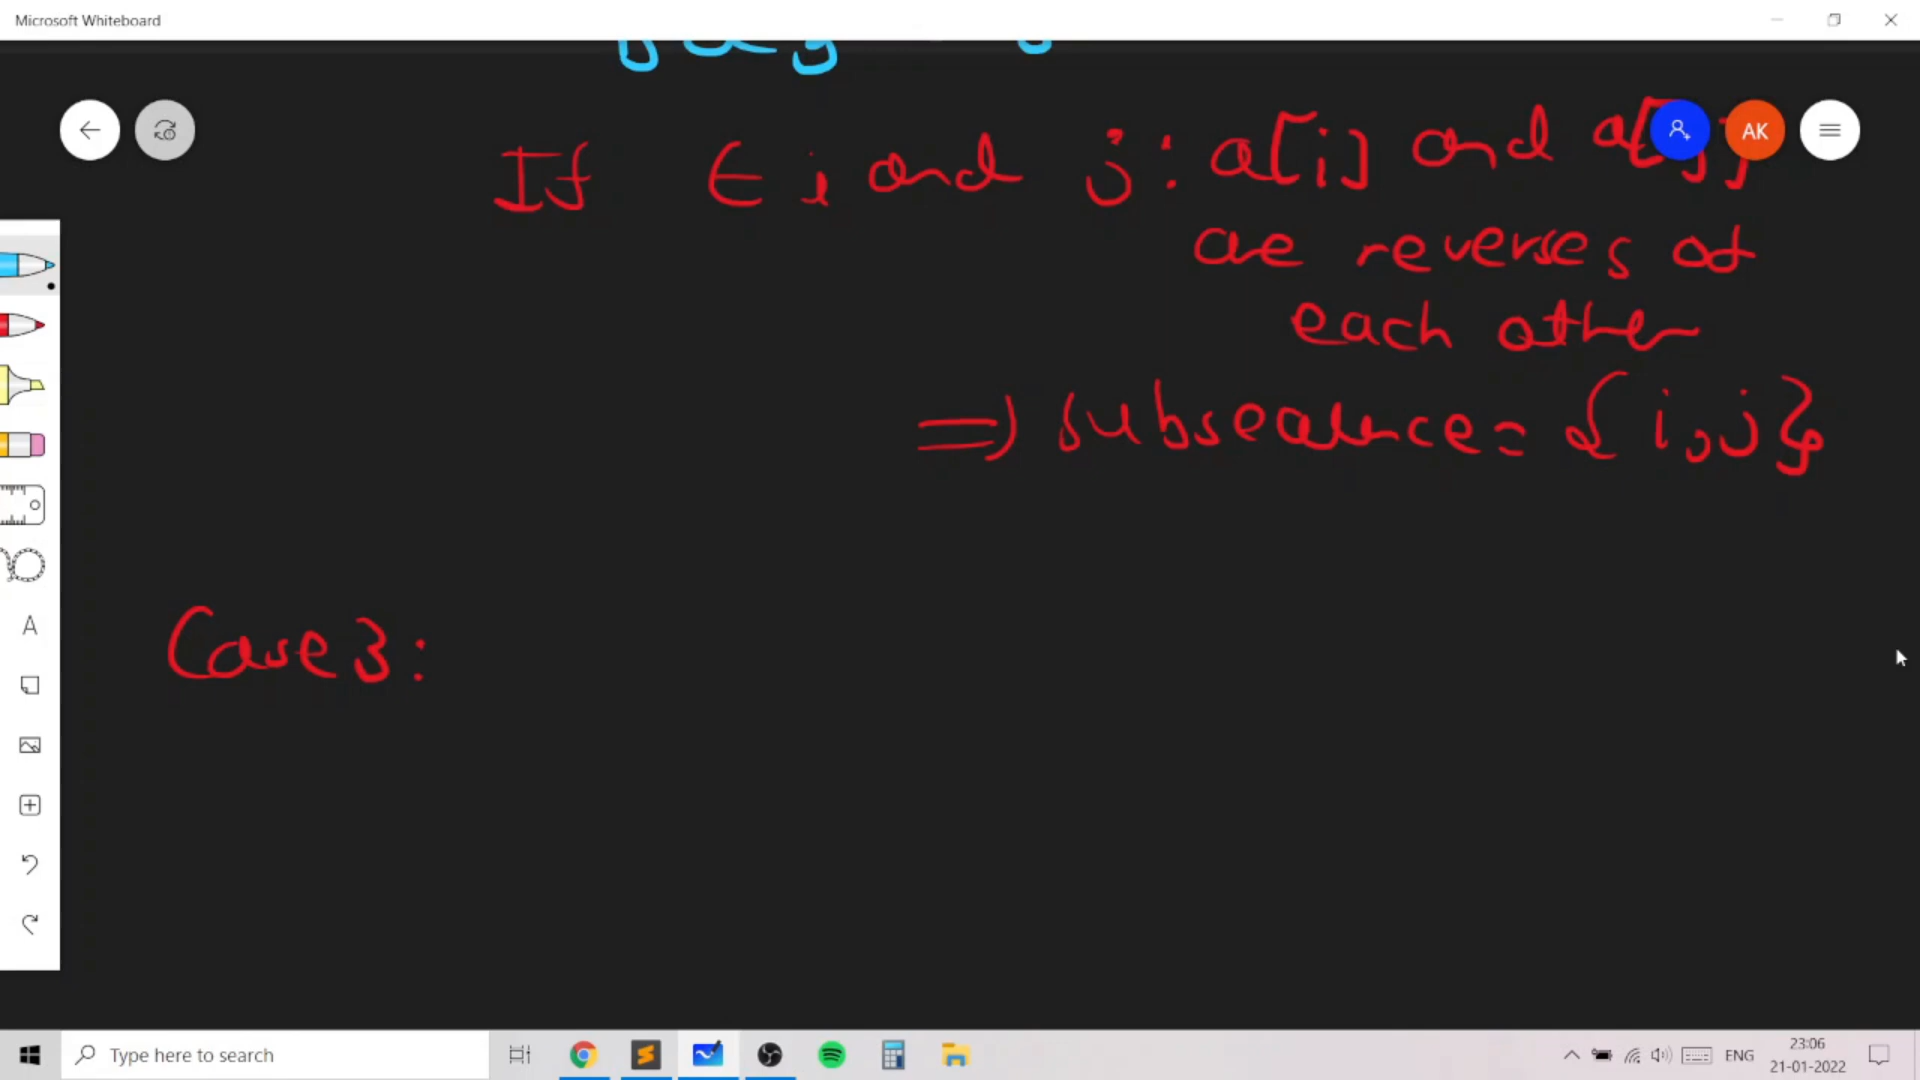 Microsoft Whiteboard
If ∈ i and j : a[i] and a[j]
AK
are reverses of
each other
=> subsequence = { i, j }
Case 3:
A
Type here to search
ENG
23:06
21-01-2022